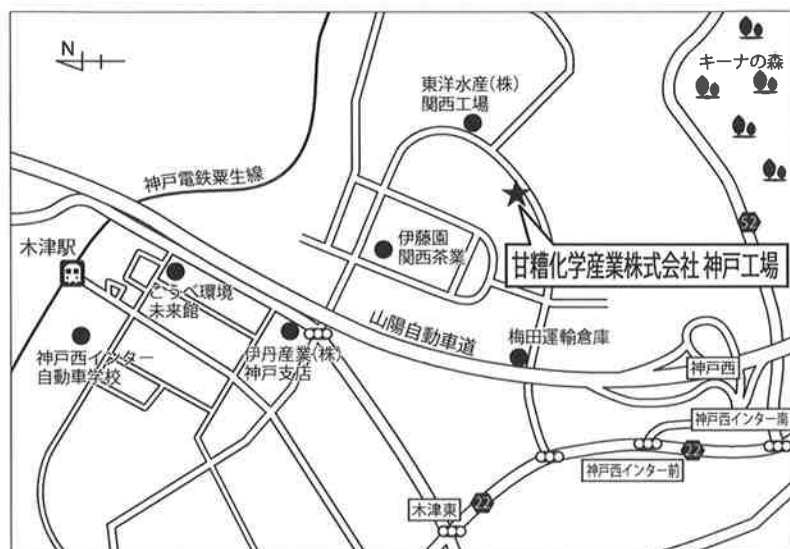 N
キーナの森
東洋水産(株)
関西工場
神戸電鉄粟生線
52
木津駅
伊藤園
関西茶業
甘糟化学産業株式会社 神戸工場
こうべ環境
未来館
山陽自動車道
梅田運輸倉庫
神戸西インター
自動車学校
伊丹産業(株)
神戸支店
神戸西
神戸西インター南
22
神戸西インター前
木津東
22